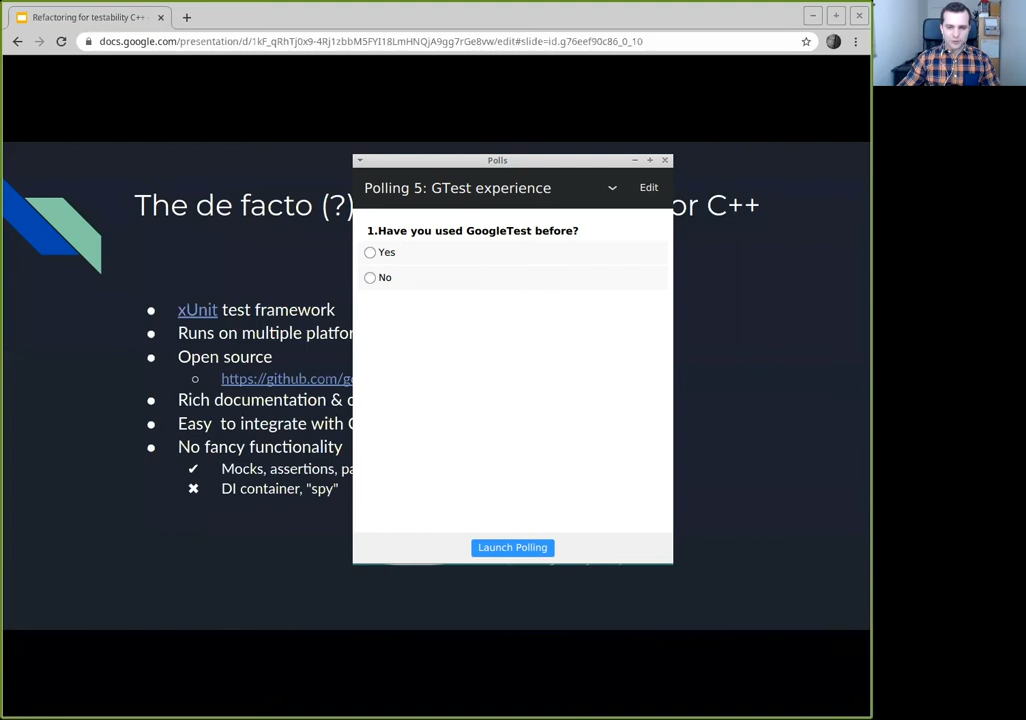 Refactoring for testability C++ -
docs.google.com/presentation/d/1kF_qRhTj0x9-4Rj1zbbM5FYI18LmHNQjA9gg7rGe8vw/edit#slide=id.g76eef90c86_0_10
Polls
Polling 5: GTest experience
Edit
1.Have you used GoogleTest before?
Yes
No
Launch Polling
The de facto (?) or C++
xUnit test framework
Runs on multiple platfor
Open source
https://github.com/go
Rich documentation &
Easy to integrate with
No fancy functionality
✔ Mocks, assertions, pa
✖ DI container, "spy"